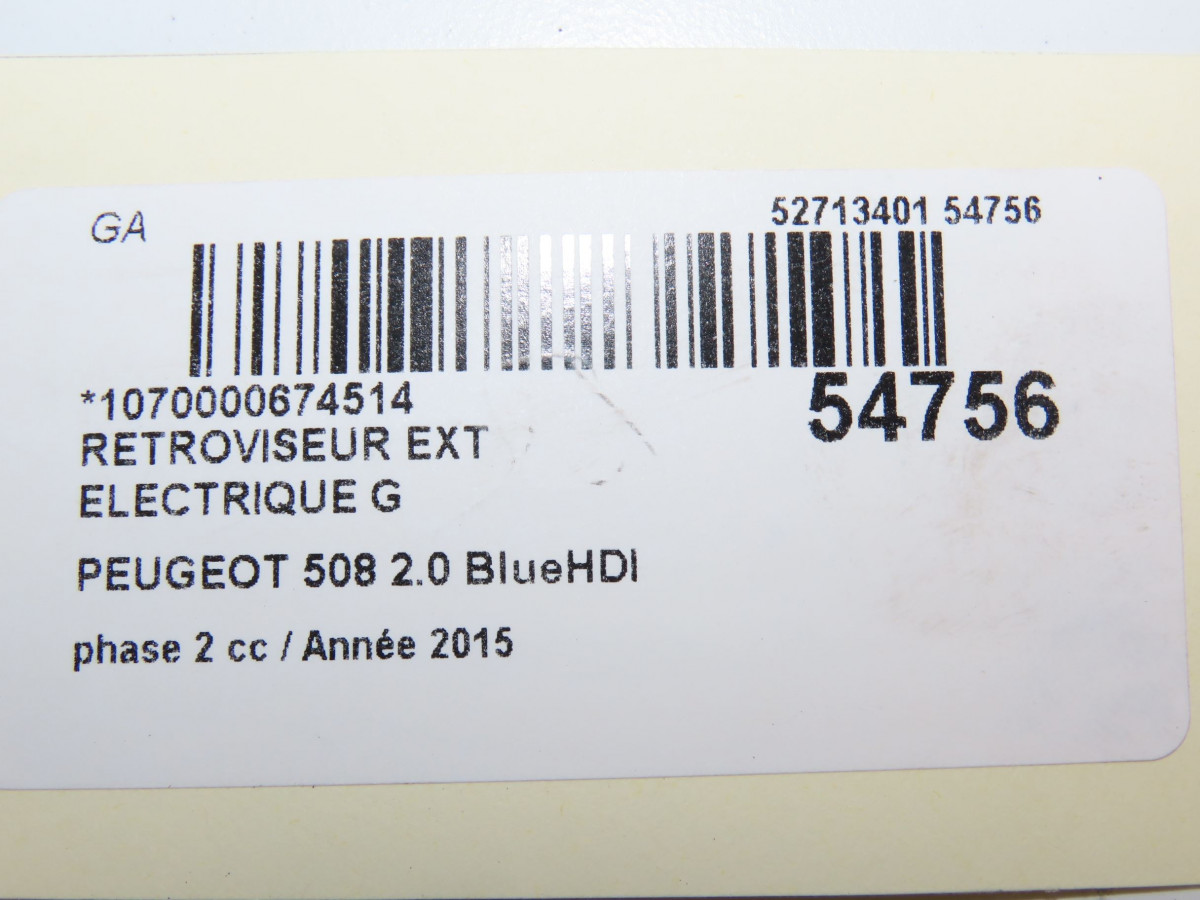 GA
52713401 54756
*1070000674514
54756
RETROVISEUR EXT
ELECTRIQUE G
PEUGEOT 508 2.0 BlueHDI
phase 2 cc / Année 2015